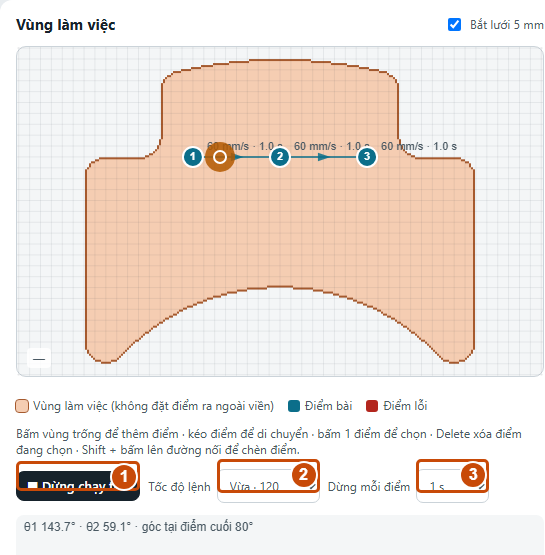 Vùng làm việc
Bắt lưới 5 mm
60 mm/s · 1.0 s 60 mm/s · 1.0 s 60 mm/s · 1.0 s
1 2 3
—
Vùng làm việc (không đặt điểm ra ngoài viền) Điểm bài Điểm lỗi
Bấm vùng trống để thêm điểm · kéo điểm để di chuyển · bấm 1 điểm để chọn · Delete xóa điểm
đang chọn · Shift + bấm lên đường nối để chèn điểm.
Dừng chạy 1 Tốc độ lệnh Vừa · 120 2 Dừng mỗi điểm 1 s 3
θ1 143.7° · θ2 59.1° · góc tại điểm cuối 80°